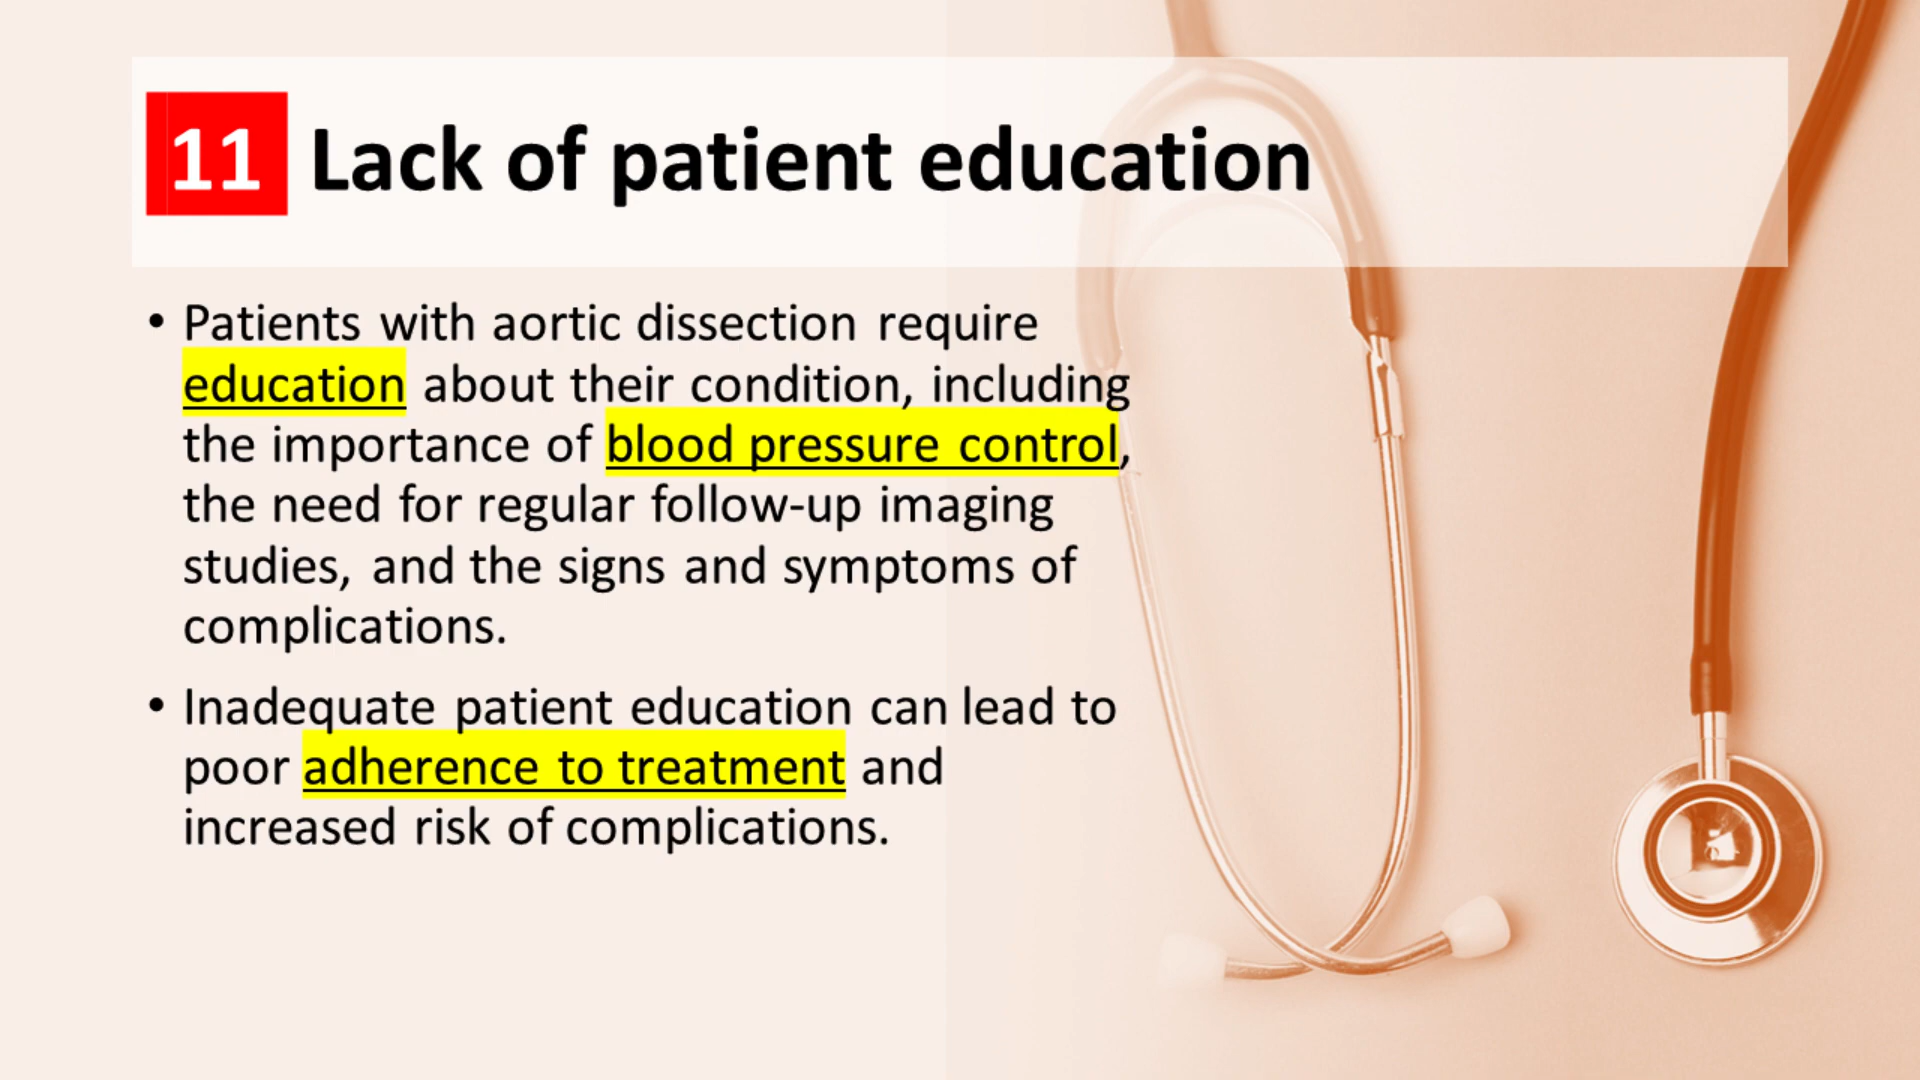 11 Lack of patient education
• Patients with aortic dissection require
education about their condition, including
the importance of blood pressure control,
the need for regular follow-up imaging
studies, and the signs and symptoms of
complications.
• Inadequate patient education can lead to
poor adherence to treatment and
increased risk of complications.